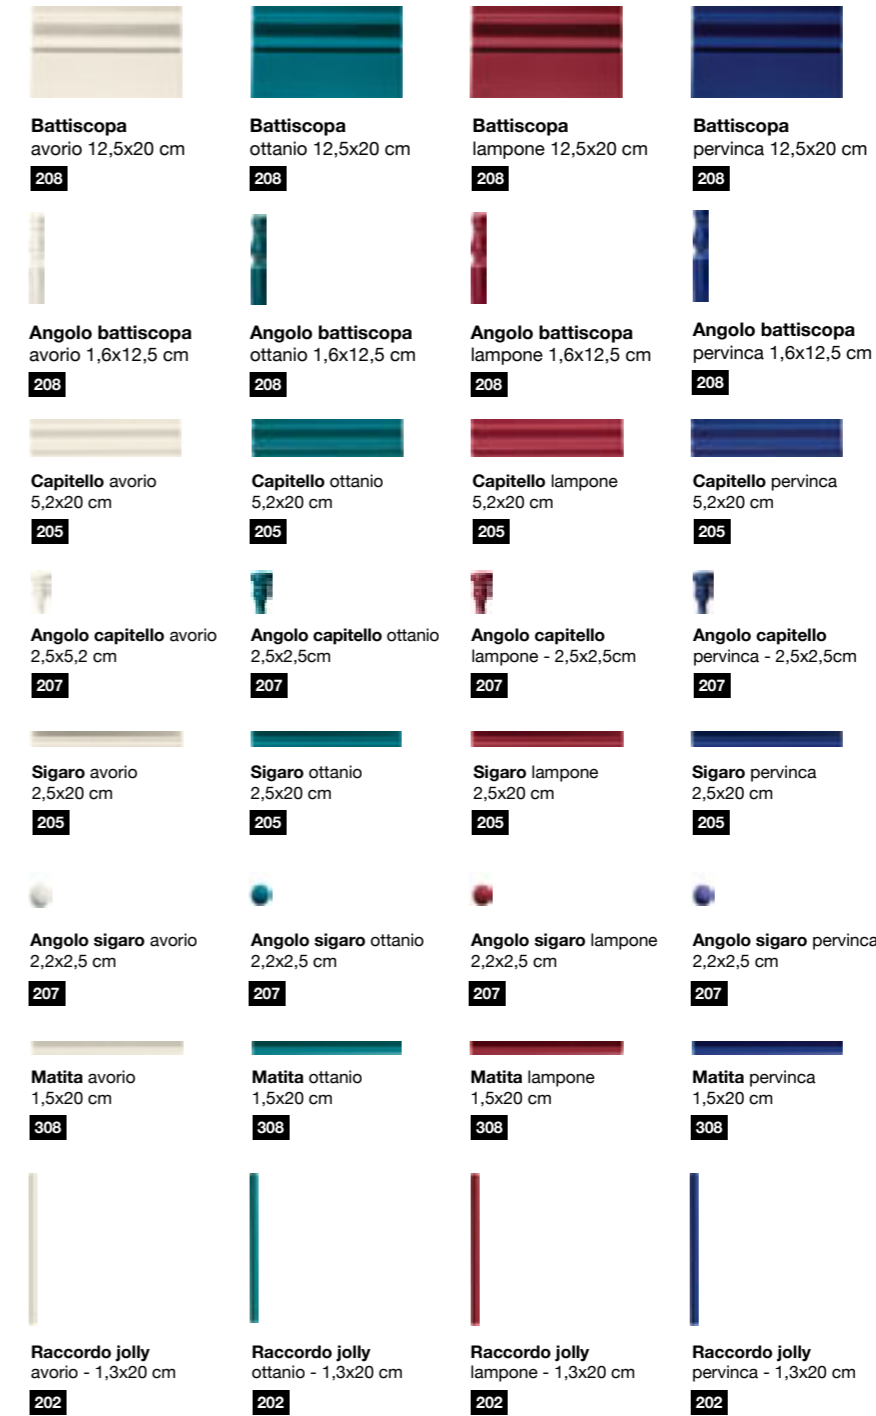 Battiscopa
avorio 12,5x20 cm
208
Battiscopa
ottanio 12,5x20 cm
208
Battiscopa
lampone 12,5x20 cm
208
Battiscopa
pervinca 12,5x20 cm
208
Angolo battiscopa
avorio 1,6x12,5 cm
208
Angolo battiscopa
ottanio 1,6x12,5 cm
208
Angolo battiscopa
lampone 1,6x12,5 cm
208
Angolo battiscopa
pervinca 1,6x12,5 cm
208
Capitello avorio
5,2x20 cm
205
Capitello ottanio
5,2x20 cm
205
Capitello lampone
5,2x20 cm
205
Capitello pervinca
5,2x20 cm
205
Angolo capitello avorio
2,5x5,2 cm
207
Angolo capitello ottanio
2,5x2,5cm
207
Angolo capitello
lampone - 2,5x2,5cm
207
Angolo capitello
pervinca - 2,5x2,5cm
207
Sigaro avorio
2,5x20 cm
205
Sigaro ottanio
2,5x20 cm
205
Sigaro lampone
2,5x20 cm
205
Sigaro pervinca
2,5x20 cm
205
Angolo sigaro avorio
2,2x2,5 cm
207
Angolo sigaro ottanio
2,2x2,5 cm
207
Angolo sigaro lampone
2,2x2,5 cm
207
Angolo sigaro pervinca
2,2x2,5 cm
207
Matita avorio
1,5x20 cm
308
Matita ottanio
1,5x20 cm
308
Matita lampone
1,5x20 cm
308
Matita pervinca
1,5x20 cm
308
Raccordo jolly
avorio - 1,3x20 cm
202
Raccordo jolly
ottanio - 1,3x20 cm
202
Raccordo jolly
lampone - 1,3x20 cm
202
Raccordo jolly
pervinca - 1,3x20 cm
202